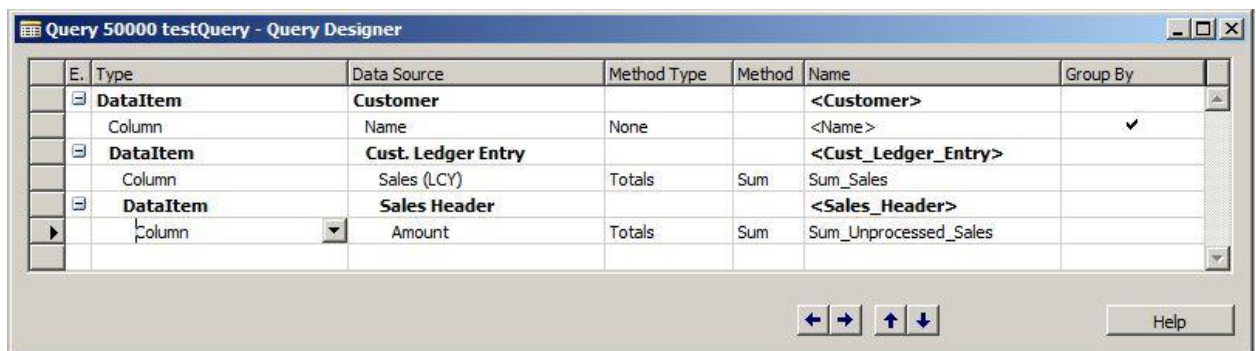 Query 50000 testQuery - Query Designer
E. Type Data Source Method Type Method Name Group By
DataItem Customer <Customer>
Column Name None <Name>
DataItem Cust. Ledger Entry <Cust_Ledger_Entry>
Column Sales (LCY) Totals Sum Sum_Sales
DataItem Sales Header <Sales_Header>
Column Amount Totals Sum Sum_Unprocessed_Sales
Help